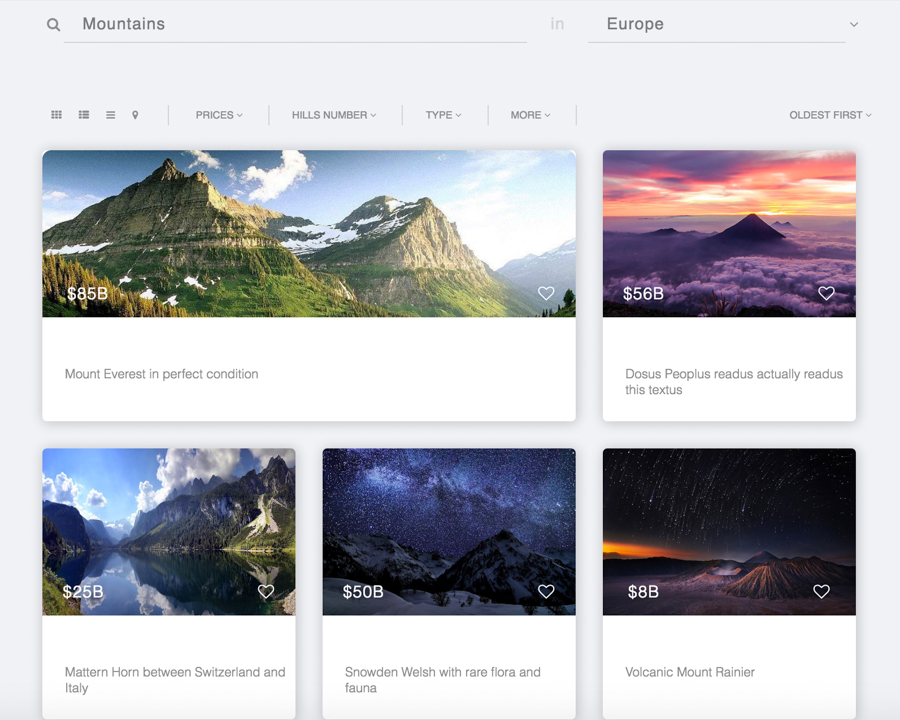 Mountains in Europe
PRICES HILLS NUMBER TYPE MORE OLDEST FIRST
$85B
Mount Everest in perfect condition
$56B
Dosus Peoplus readus actually readus
this textus
$25B
Mattern Horn between Switzerland and
Italy
$50B
Snowden Welsh with rare flora and
fauna
$8B
Volcanic Mount Rainier